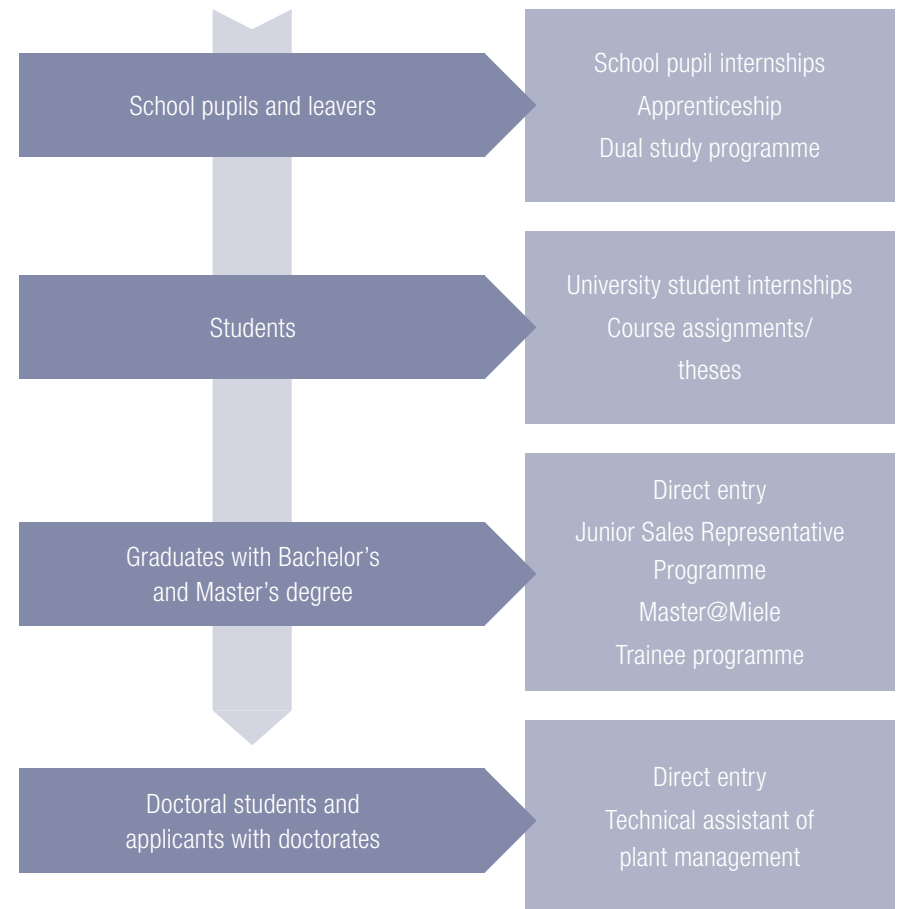 School pupils and leavers
School pupil internships
Apprenticeship
Dual study programme
Students
University student internships
Course assignments/
theses
Graduates with Bachelor’s
and Master’s degree
Direct entry
Junior Sales Representative
Programme
Master@Miele
Trainee programme
Doctoral students and
applicants with doctorates
Direct entry
Technical assistant of
plant management